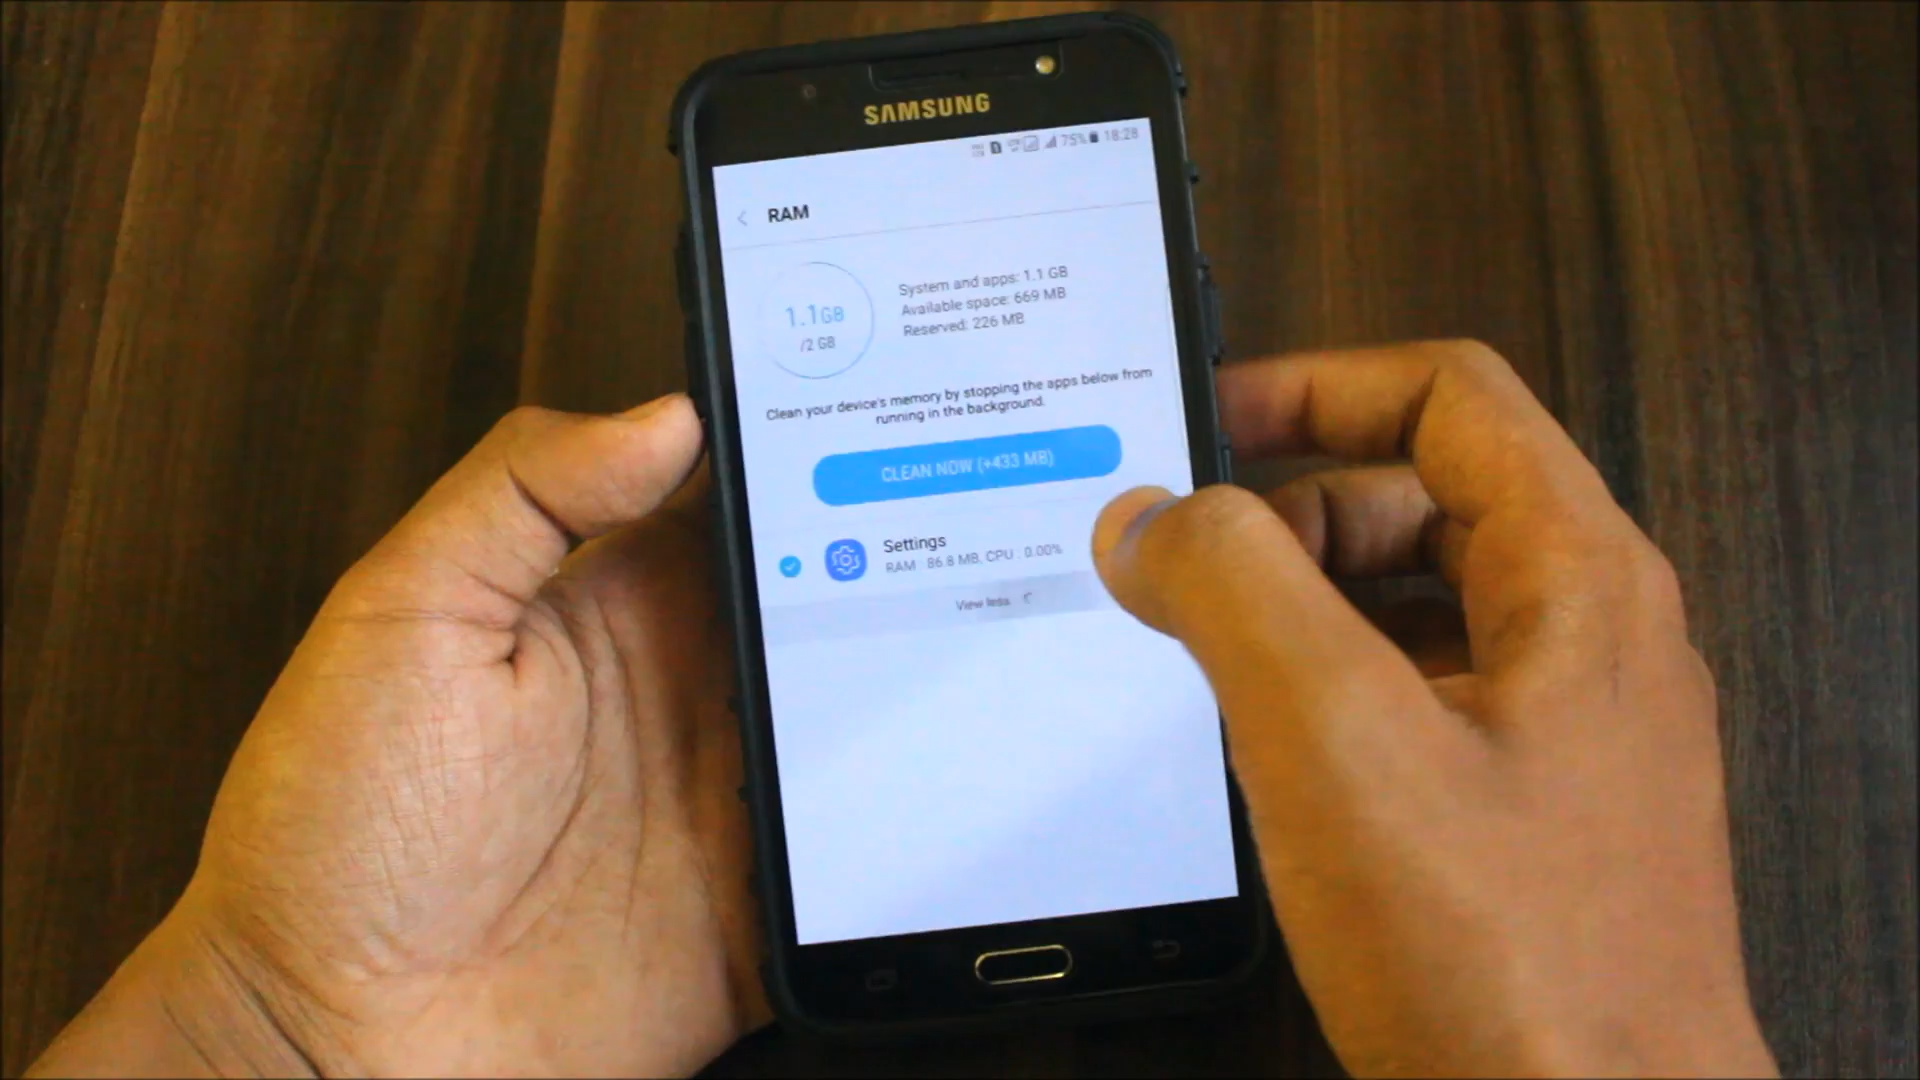 SAMSUNG
75% 18:28
RAM
1.1GB
/2 GB
System and apps: 1.1 GB
Available space: 669 MB
Reserved: 226 MB
Clean your device's memory by stopping the apps below from
running in the background.
CLEAN NOW (+433 MB)
Settings
RAM : 86.8 MB, CPU : 0.00%
View less